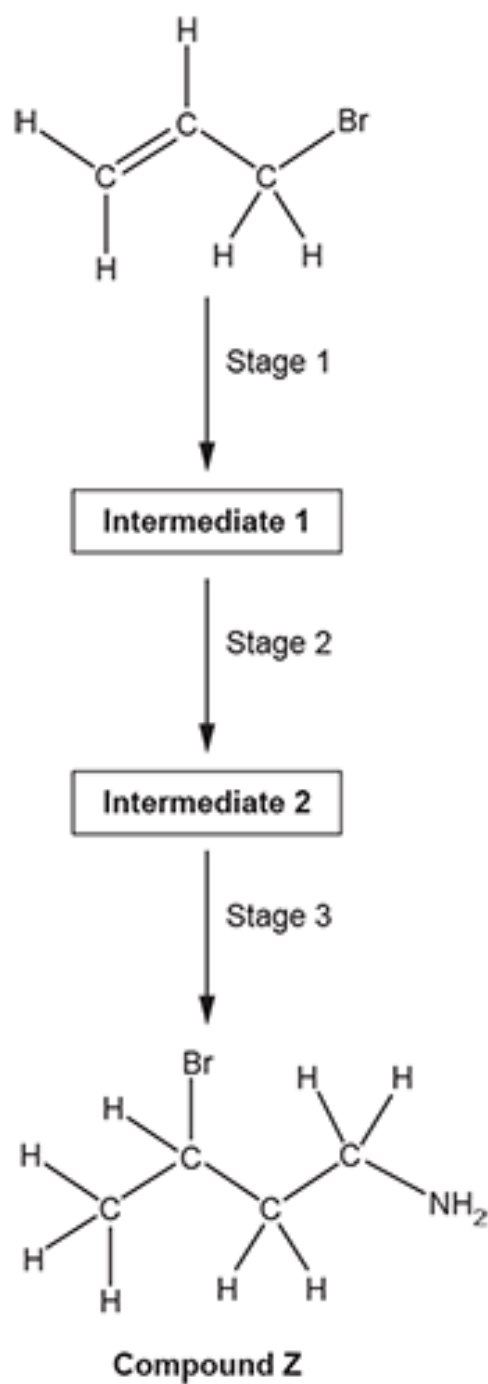 H
H
C
Br
C
C
H
H
H
Stage 1
Intermediate 1
Stage 2
Intermediate 2
Stage 3
Br
H
H
H
H
C
C
C
C
NH₂
H
H
H
H
Compound Z